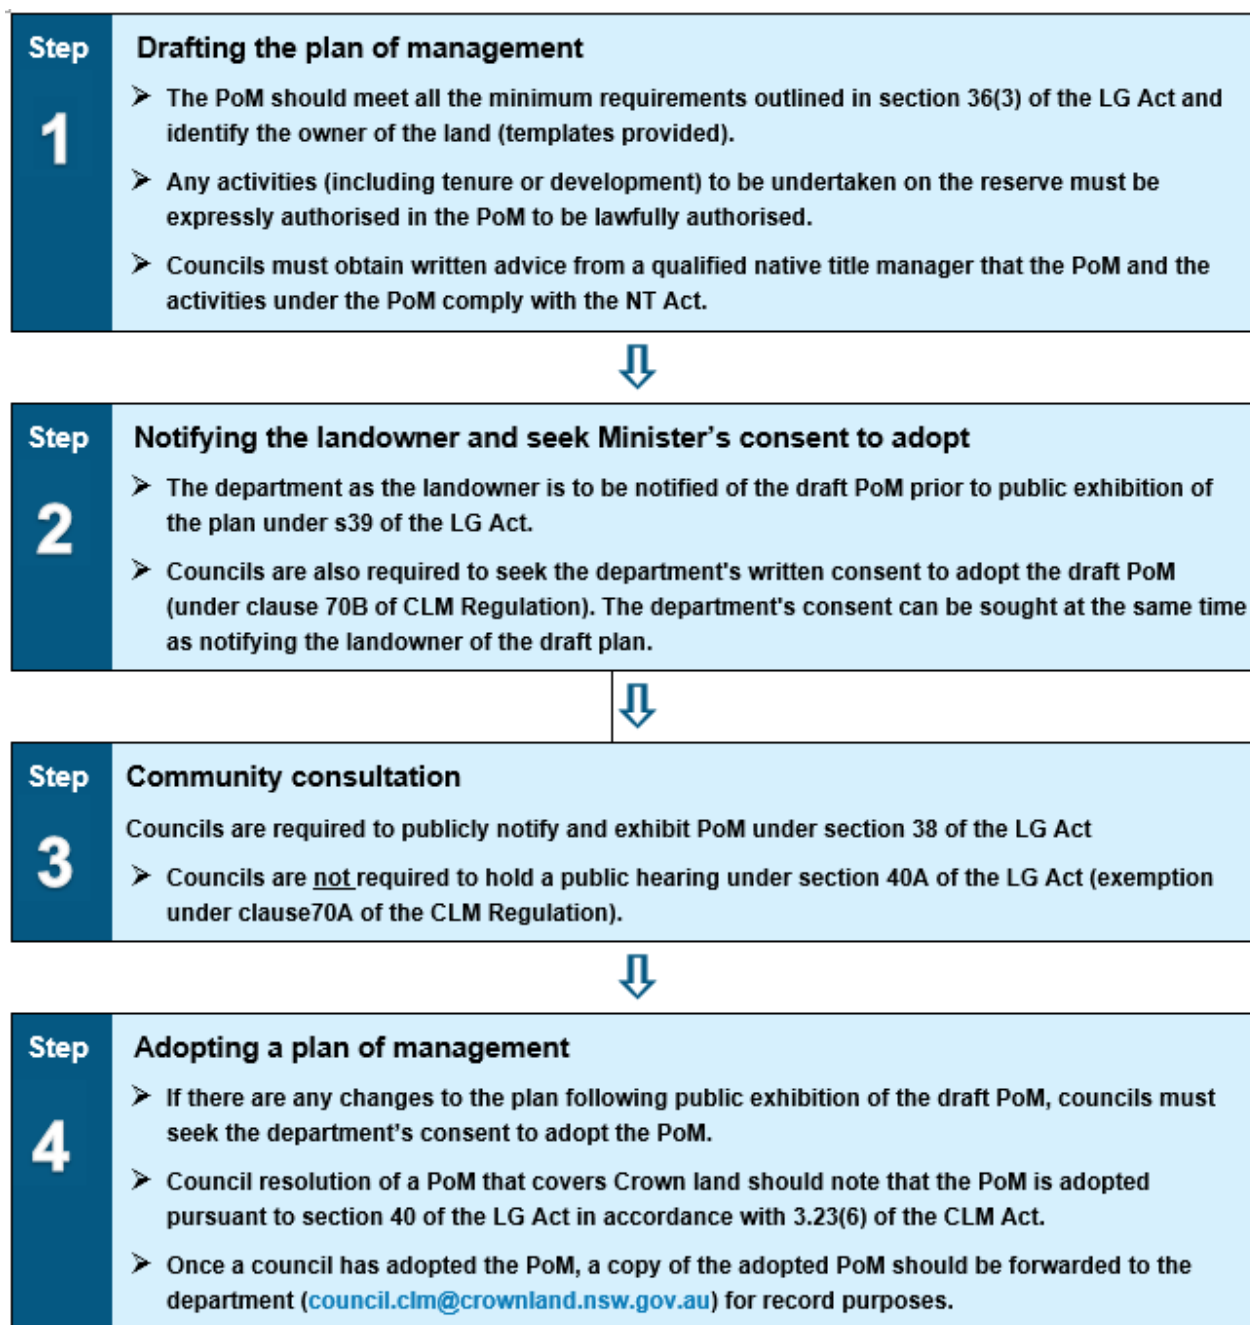 Step
1
Drafting the plan of management
➤ The PoM should meet all the minimum requirements outlined in section 36(3) of the LG Act and
identify the owner of the land (templates provided).
➤ Any activities (including tenure or development) to be undertaken on the reserve must be
expressly authorised in the PoM to be lawfully authorised.
➤ Councils must obtain written advice from a qualified native title manager that the PoM and the
activities under the PoM comply with the NT Act.
Step
2
Notifying the landowner and seek Minister’s consent to adopt
➤ The department as the landowner is to be notified of the draft PoM prior to public exhibition of
the plan under s39 of the LG Act.
➤ Councils are also required to seek the department's written consent to adopt the draft PoM
(under clause 70B of CLM Regulation). The department's consent can be sought at the same time
as notifying the landowner of the draft plan.
Step
3
Community consultation
Councils are required to publicly notify and exhibit PoM under section 38 of the LG Act
➤ Councils are not required to hold a public hearing under section 40A of the LG Act (exemption
under clause70A of the CLM Regulation).
Step
4
Adopting a plan of management
➤ If there are any changes to the plan following public exhibition of the draft PoM, councils must
seek the department’s consent to adopt the PoM.
➤ Council resolution of a PoM that covers Crown land should note that the PoM is adopted
pursuant to section 40 of the LG Act in accordance with 3.23(6) of the CLM Act.
➤ Once a council has adopted the PoM, a copy of the adopted PoM should be forwarded to the
department (council.clm@crownland.nsw.gov.au) for record purposes.